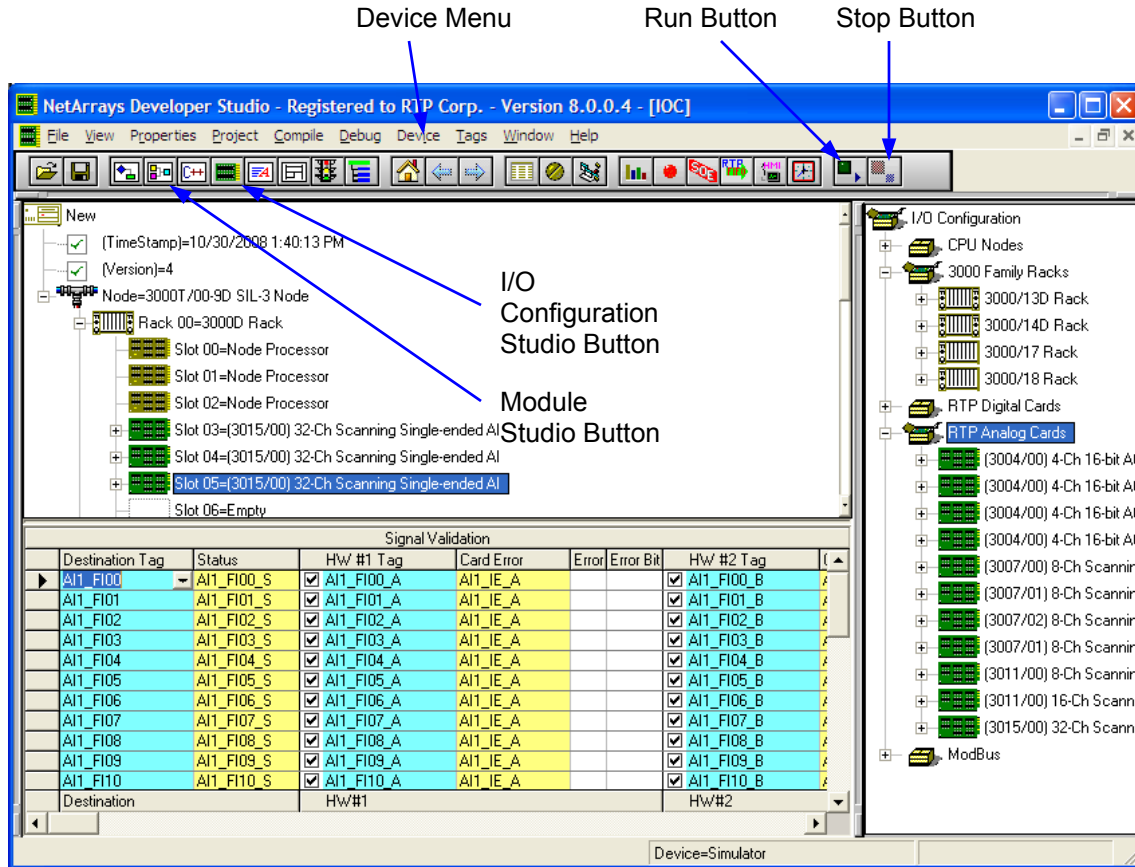 Device Menu Run Button Stop Button
NetArrays Developer Studio - Registered to RTP Corp. - Version 8.0.0.4 - [IOC]
File View Properties Project Compile Debug Device Tags Window Help
C++ SOE RTP HMI
New
(TimeStamp)=10/30/2008 1:40:13 PM
(Version)=4
Node=3000T/00-9D SIL-3 Node
Rack 00=3000D Rack
Slot 00=Node Processor
Slot 01=Node Processor
Slot 02=Node Processor
Slot 03=(3015/00) 32-Ch Scanning Single-ended AI
Slot 04=(3015/00) 32-Ch Scanning Single-ended AI
Slot 05=(3015/00) 32-Ch Scanning Single-ended AI
Slot 06=Empty
I/O
Configuration
Studio Button
Module
Studio Button
I/O Configuration
CPU Nodes
3000 Family Racks
3000/13D Rack
3000/14D Rack
3000/17 Rack
3000/18 Rack
RTP Digital Cards
RTP Analog Cards
(3004/00) 4-Ch 16-bit
(3004/00) 4-Ch 16-bit
(3004/00) 4-Ch 16-bit
(3004/00) 4-Ch 16-bit
(3007/00) 8-Ch Scannin
(3007/01) 8-Ch Scannin
(3007/02) 8-Ch Scannin
(3007/01) 8-Ch Scannin
(3011/00) 8-Ch Scannin
(3011/00) 16-Ch Scann
(3015/00) 32-Ch Scann
ModBus
Signal Validation
Destination Tag Status HW #1 Tag Card Error Error Error Bit HW #2 Tag
AI1_FI00 AI1_FI00_S AI1_FI00_A AI1_IE_A AI1_FI00_B
AI1_FI01 AI1_FI01_S AI1_FI01_A AI1_IE_A AI1_FI01_B
AI1_FI02 AI1_FI02_S AI1_FI02_A AI1_IE_A AI1_FI02_B
AI1_FI03 AI1_FI03_S AI1_FI03_A AI1_IE_A AI1_FI03_B
AI1_FI04 AI1_FI04_S AI1_FI04_A AI1_IE_A AI1_FI04_B
AI1_FI05 AI1_FI05_S AI1_FI05_A AI1_IE_A AI1_FI05_B
AI1_FI06 AI1_FI06_S AI1_FI06_A AI1_IE_A AI1_FI06_B
AI1_FI07 AI1_FI07_S AI1_FI07_A AI1_IE_A AI1_FI07_B
AI1_FI08 AI1_FI08_S AI1_FI08_A AI1_IE_A AI1_FI08_B
AI1_FI09 AI1_FI09_S AI1_FI09_A AI1_IE_A AI1_FI09_B
AI1_FI10 AI1_FI10_S AI1_FI10_A AI1_IE_A AI1_FI10_B
Destination HW#1 HW#2
Device=Simulator